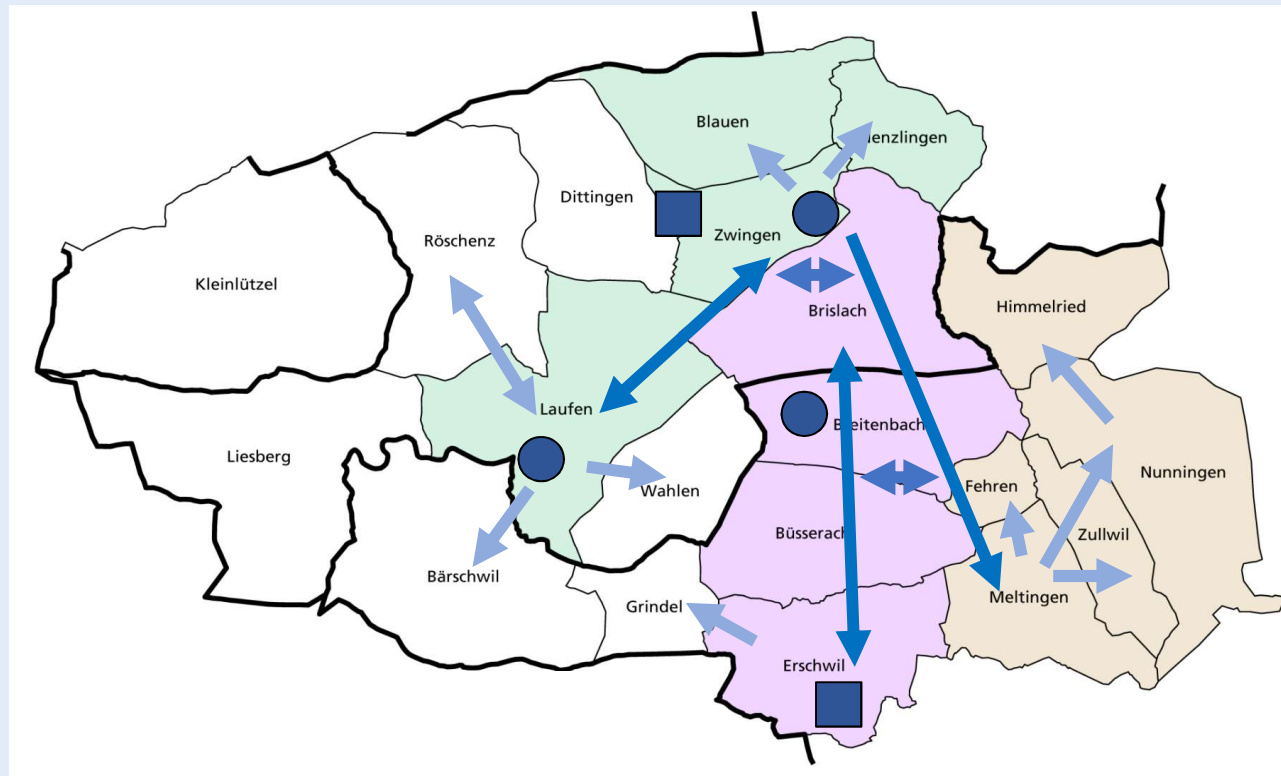 Blauen
Nenzlingen
Dittingen
Zwingen
Röschenz
Kleinlützel
Himmelried
Brislach
Laufen
Breitenbach
Liesberg
Wahlen
Fehren
Nunningen
Büsserach
Zullwil
Bärschwil
Meltingen
Grindel
Erschwil